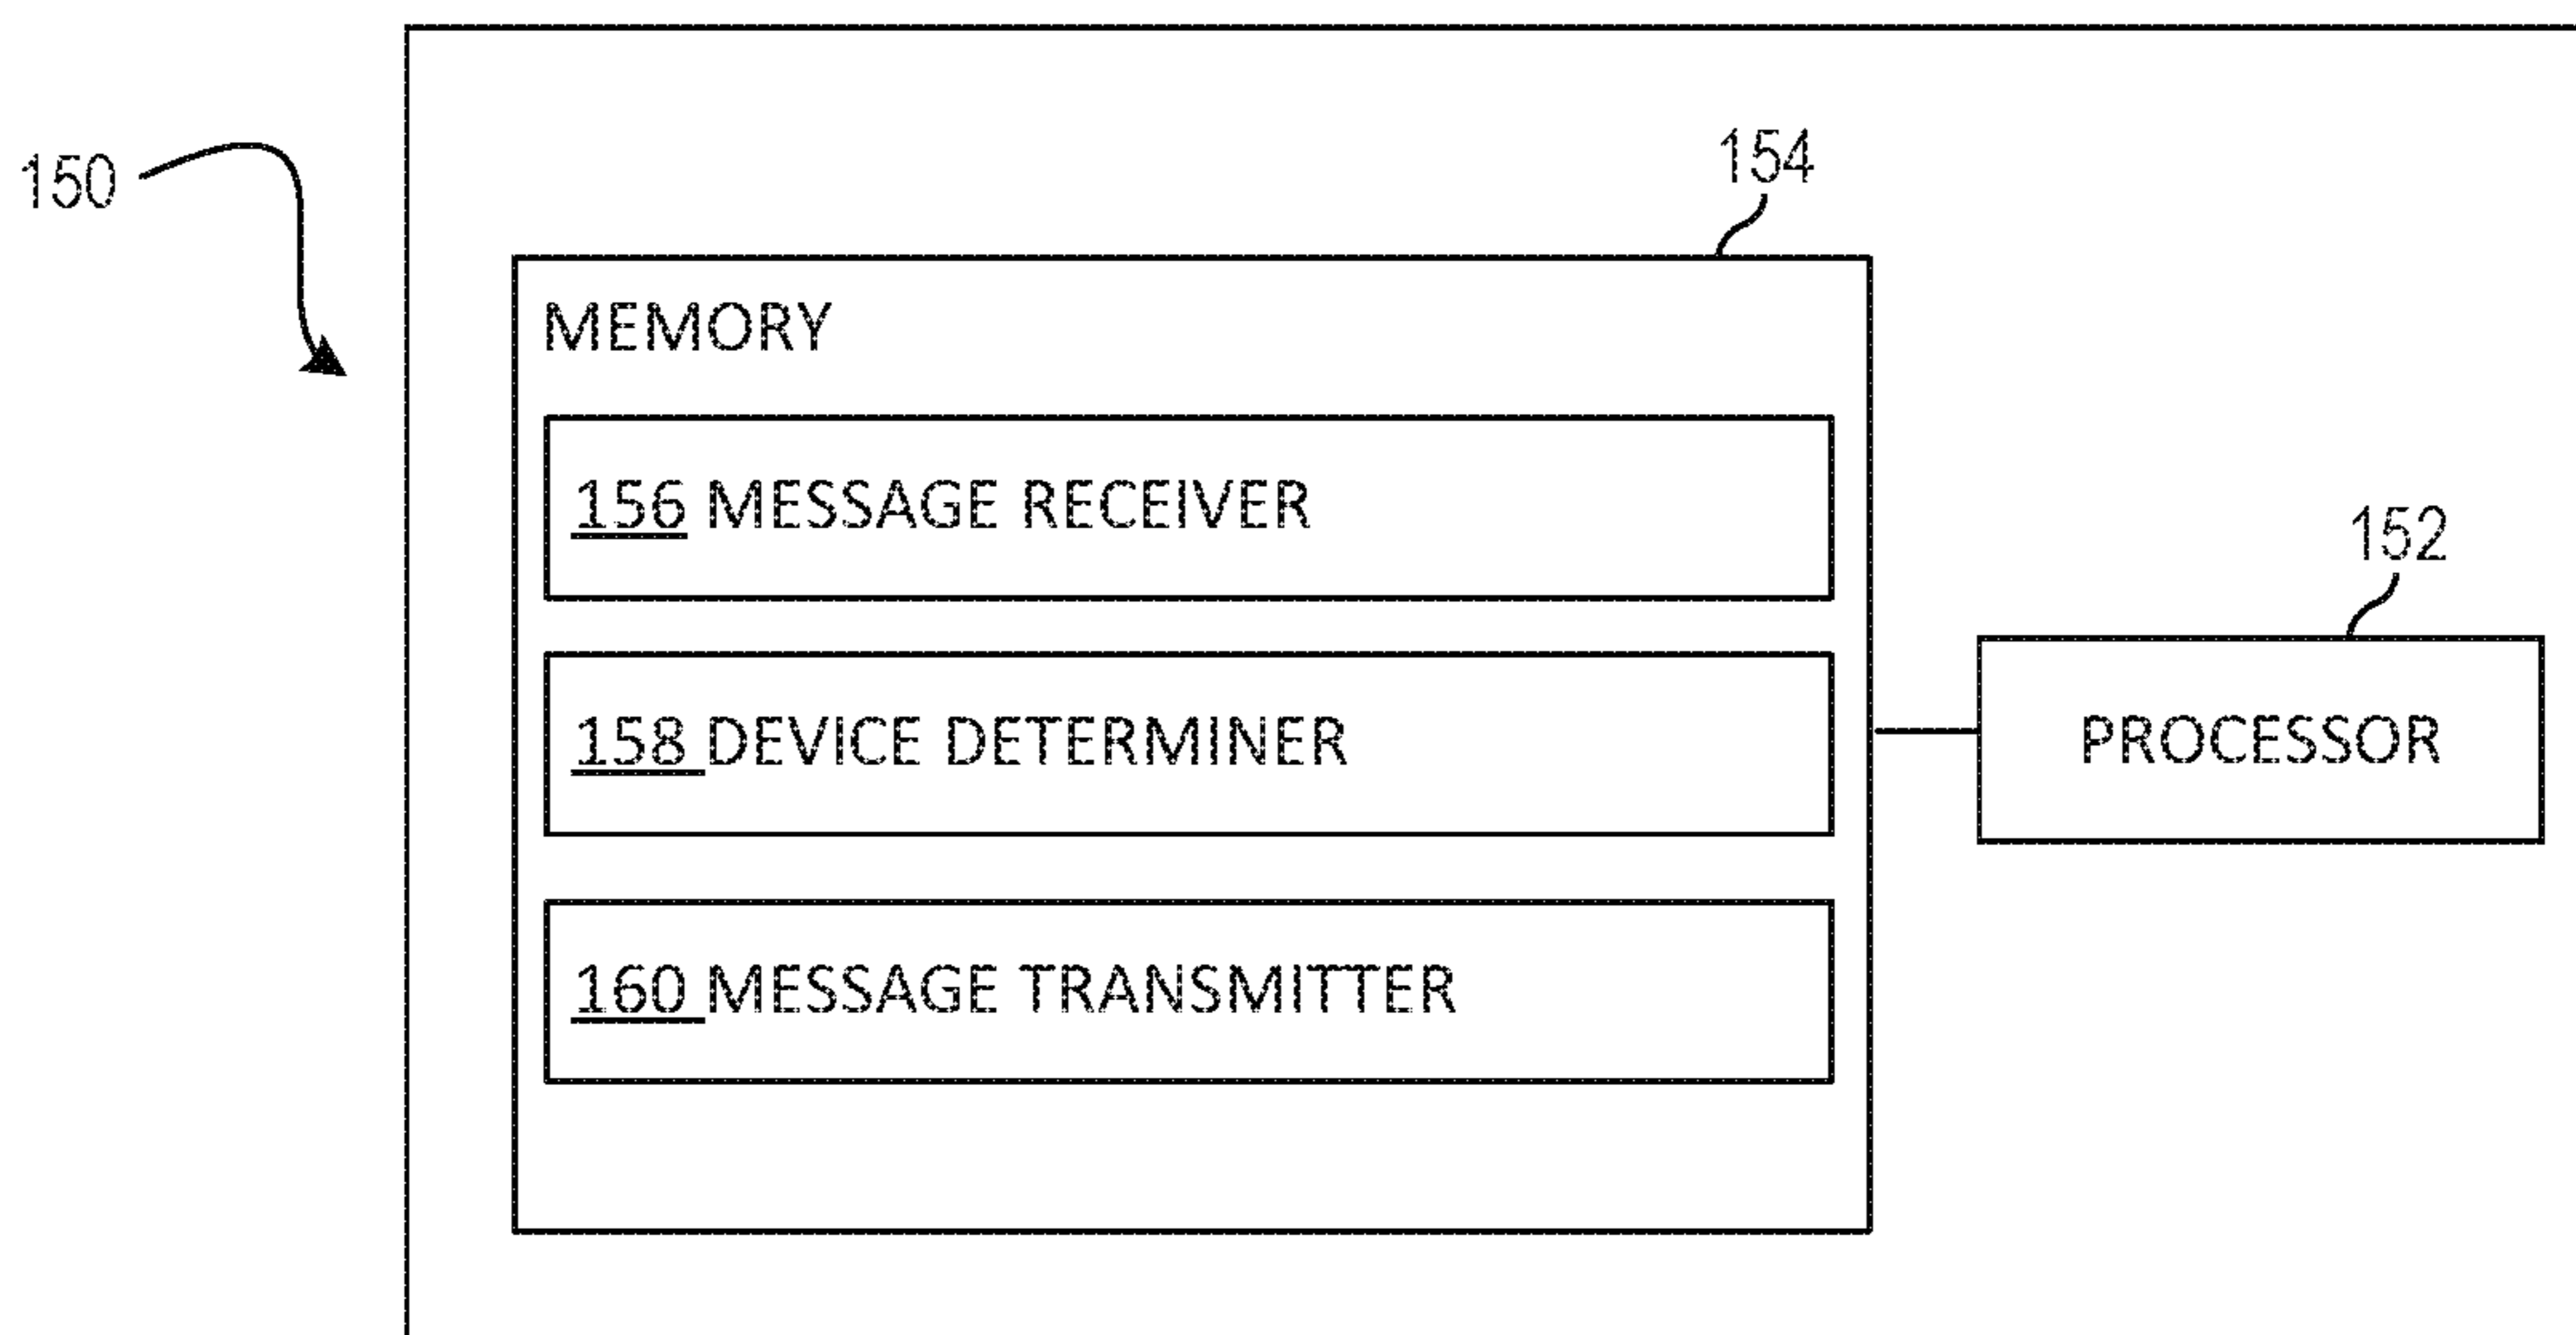 150
154
MEMORY
156 MESSAGE RECEIVER
152
158 DEVICE DETERMINER
PROCESSOR
160 MESSAGE TRANSMITTER